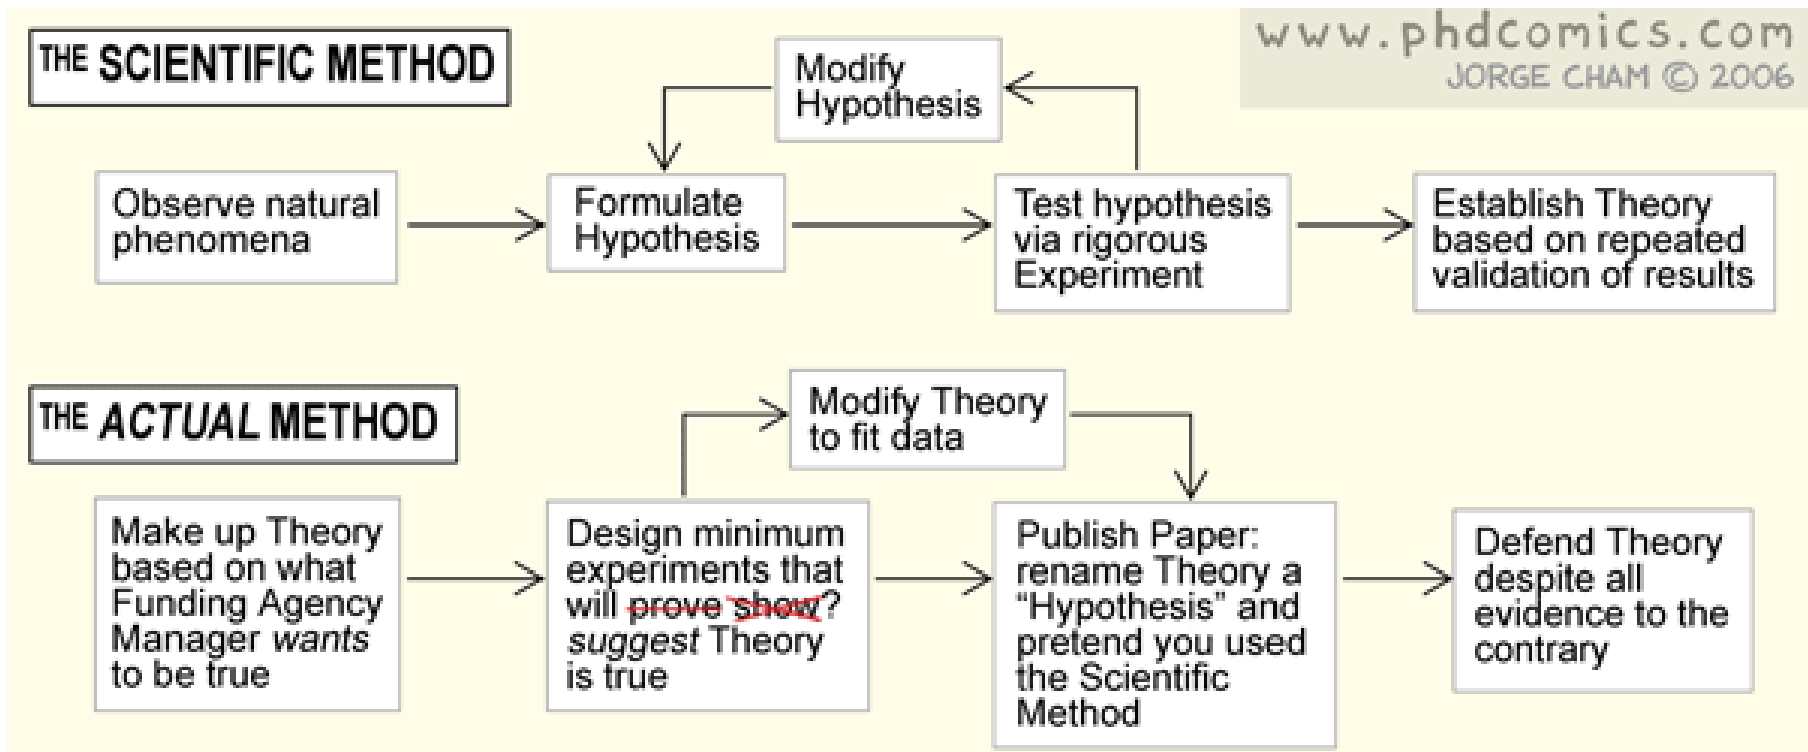 THE SCIENTIFIC METHOD
www.phdcomics.com
JORGE CHAM © 2006
Modify
Hypothesis
Observe natural
phenomena
Formulate
Hypothesis
Test hypothesis
via rigorous
Experiment
Establish Theory
based on repeated
validation of results
THE ACTUAL METHOD
Modify Theory
to fit data
Make up Theory
based on what
Funding Agency
Manager wants
to be true
Design minimum
experiments that
will prove show?
suggest Theory
is true
Publish Paper:
rename Theory a
“Hypothesis” and
pretend you used
the Scientific
Method
Defend Theory
despite all
evidence to the
contrary